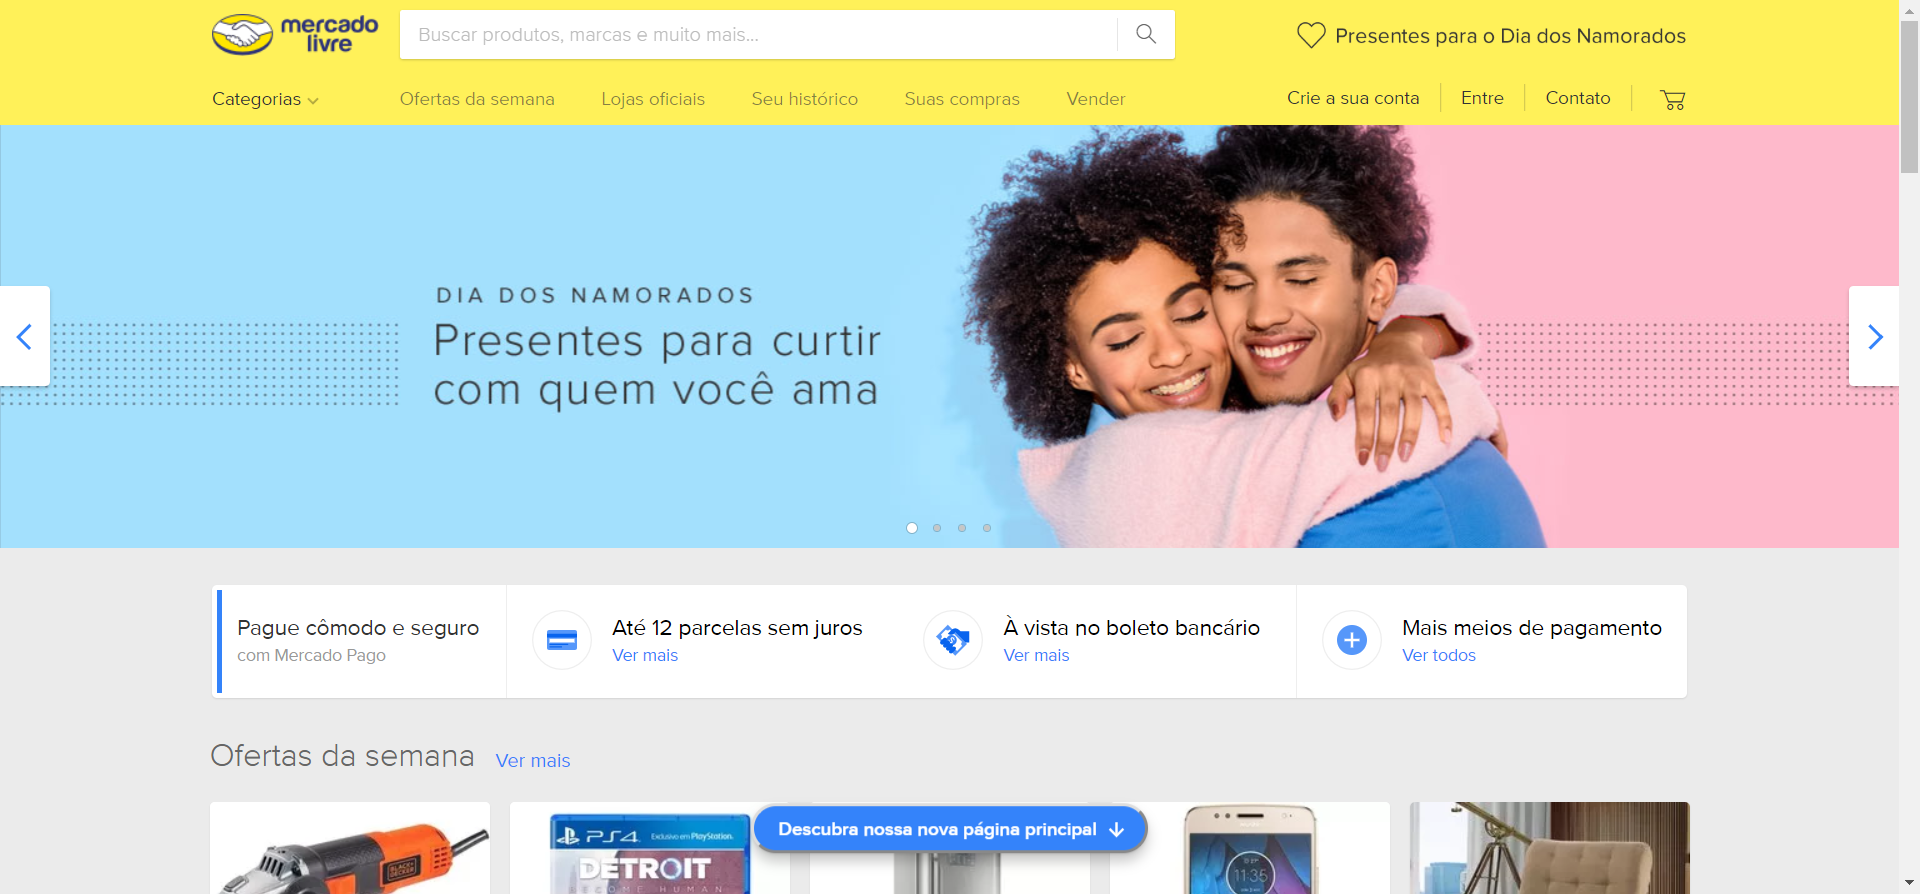 mercado
livre
Buscar produtos, marcas e muito mais...
Presentes para o Dia dos Namorados
Categorias
Ofertas da semana
Lojas oficiais
Seu histórico
Suas compras
Vender
Crie a sua conta
Entre
Contato
DIA DOS NAMORADOS
Presentes para curtir
com quem você ama
Pague cômodo e seguro
com Mercado Pago
Até 12 parcelas sem juros
Ver mais
À vista no boleto bancário
Ver mais
Mais meios de pagamento
Ver todos
Ofertas da semana Ver mais
Descubra nossa nova página principal
BLACK+
DECKER
PS4 Exclusivo em PlayStation.
DETROIT
BECOME HUMAN
11:35